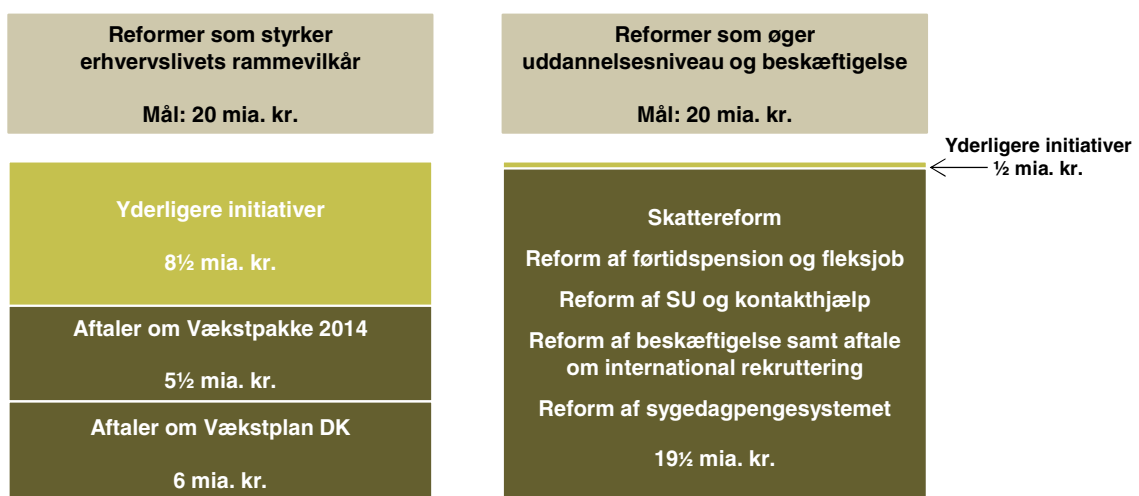 Reformer som styrker
erhvervslivets rammevilkår
Mål: 20 mia. kr.
Yderligere initiativer
8½ mia. kr.
Aftaler om Vækstpakke 2014
5½ mia. kr.
Aftaler om Vækstplan DK
6 mia. kr.
Reformer som øger
uddannelsesniveau og beskæftigelse
Mål: 20 mia. kr.
Yderligere initiativer
½ mia. kr.
Skattereform
Reform af førtidspension og fleksjob
Reform af SU og kontakthjælp
Reform af beskæftigelse samt aftale
om international rekruttering
Reform af sygedagpengesystemet
19½ mia. kr.